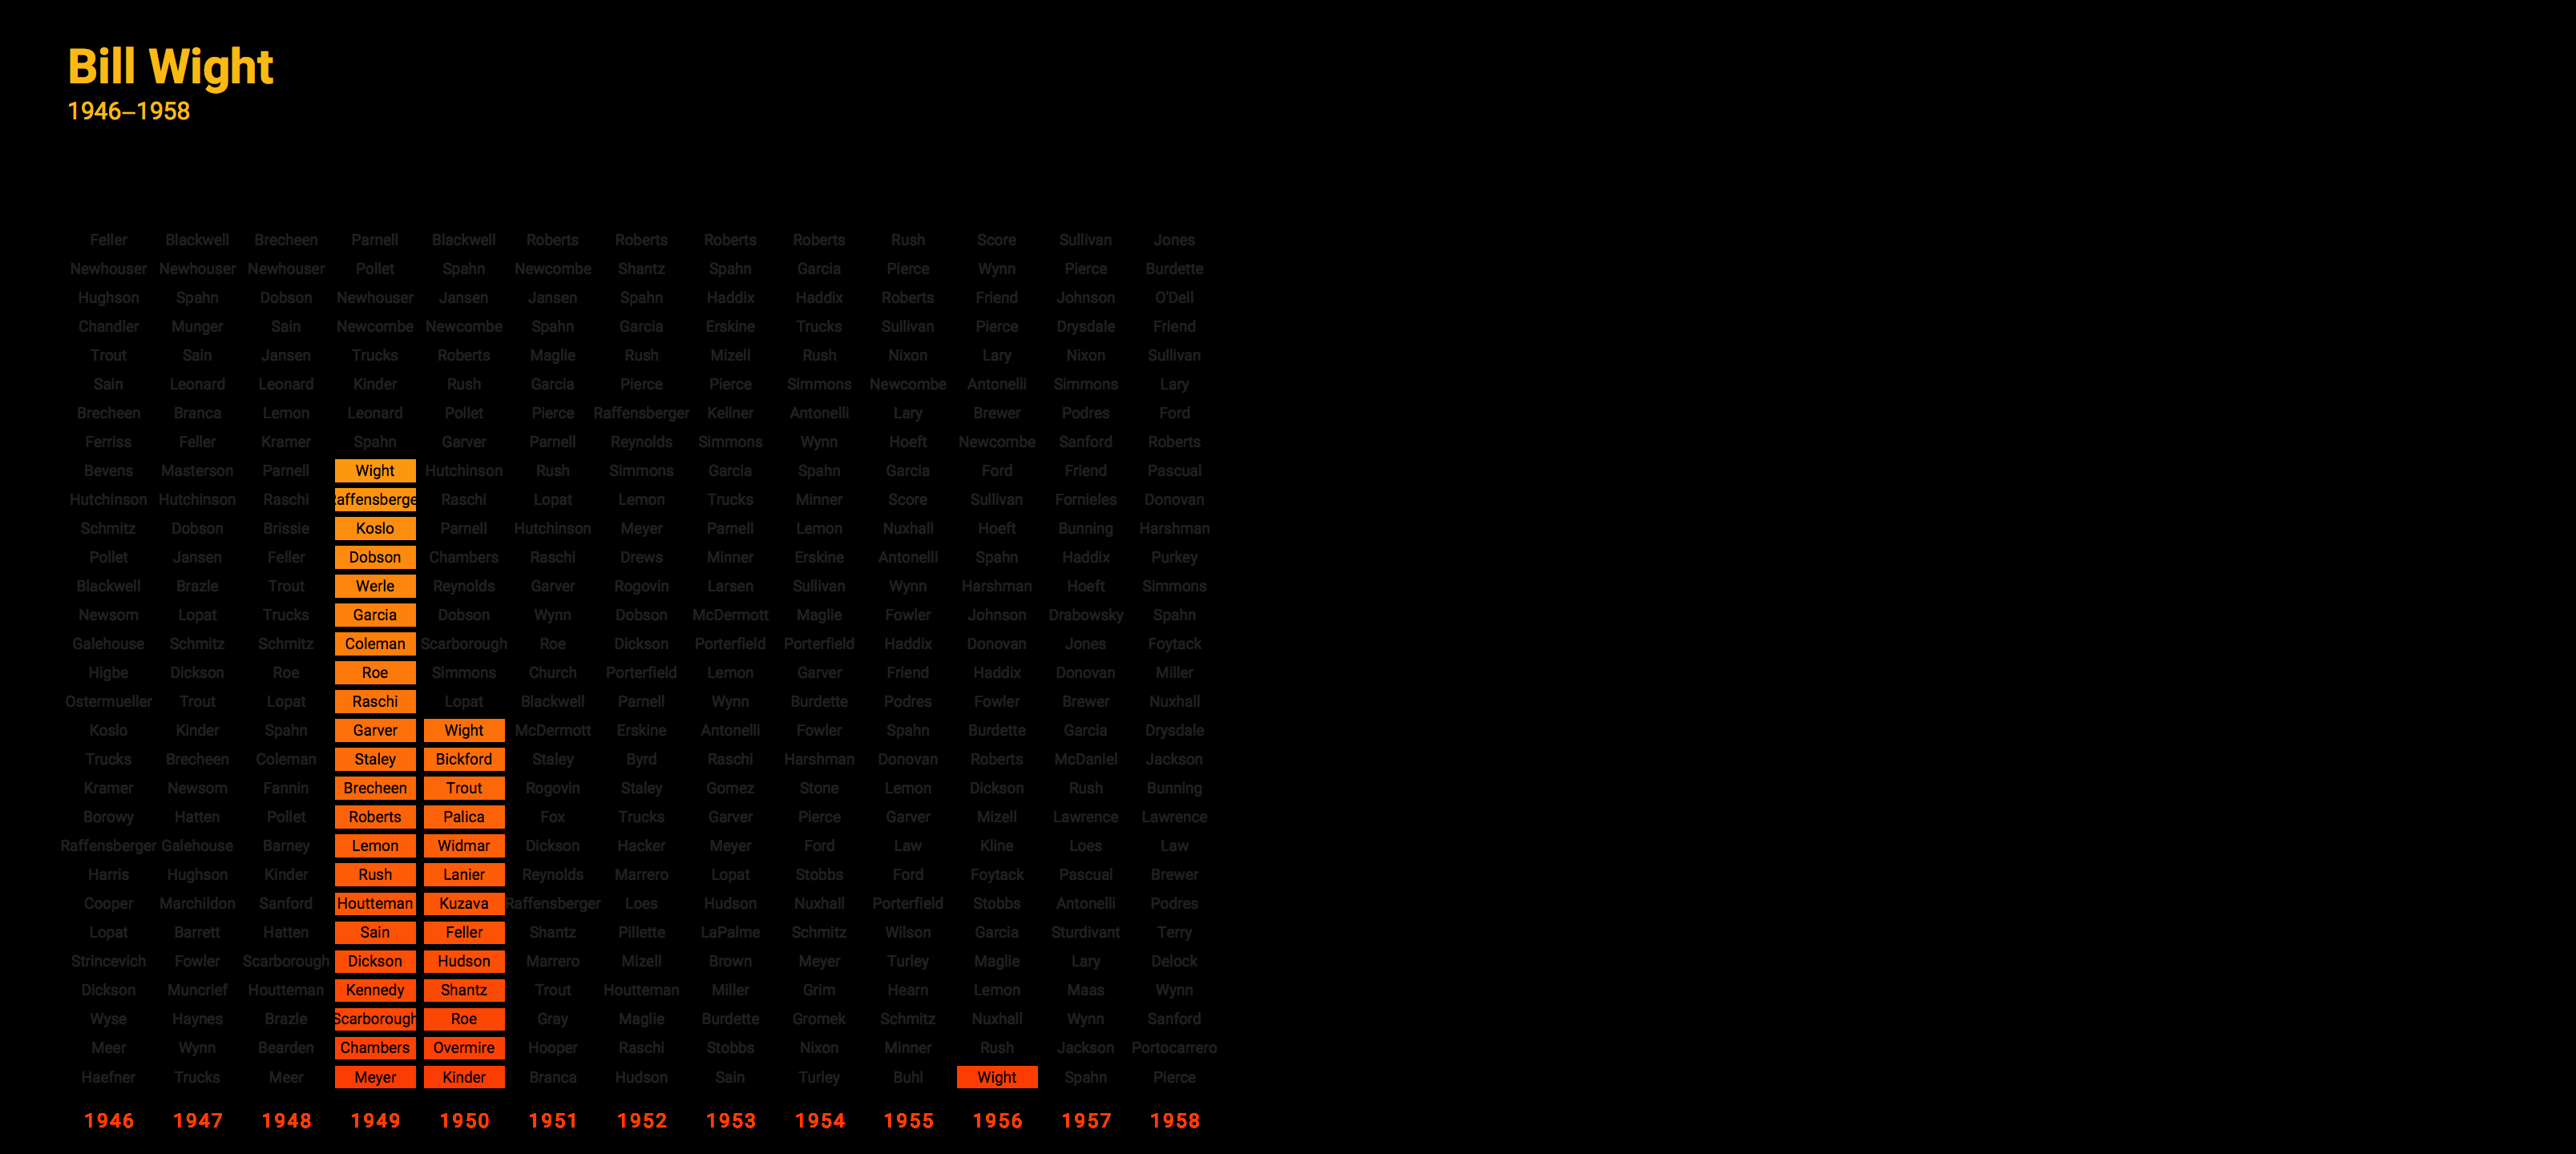 Bill Wight
1946–1958
Feller Blackwell Brecheen Parnell Blackwell Roberts Roberts Roberts Roberts Rush Score Sullivan Jones
Newhouser Newhouser Newhouser Pollet Spahn Newcombe Shantz Spahn Garcia Pierce Wynn Pierce Burdette
Hughson Spahn Dobson Newhouser Jansen Jansen Spahn Haddix Haddix Roberts Friend Johnson O'Dell
Chandler Munger Sain Newcombe Newcombe Spahn Garcia Erskine Trucks Sullivan Pierce Drysdale Friend
Trout Sain Jansen Trucks Roberts Maglie Rush Mizell Rush Nixon Lary Nixon Sullivan
Sain Leonard Leonard Kinder Rush Garcia Pierce Pierce Simmons Newcombe Antonelli Simmons Lary
Brecheen Branca Lemon Leonard Pollet Pierce Raffensberger Kellner Antonelli Lary Brewer Podres Ford
Ferriss Feller Kramer Spahn Garver Parnell Reynolds Simmons Wynn Hoeft Newcombe Sanford Roberts
Bevens Masterson Parnell Wight Hutchinson Rush Simmons Garcia Spahn Garcia Ford Friend Pascual
Hutchinson Hutchinson Raschi affensberge Raschi Lopat Lemon Trucks Minner Score Sullivan Fornieles Donovan
Schmitz Dobson Brissie Koslo Parnell Hutchinson Meyer Parnell Lemon Nuxhall Hoeft Bunning Harshman
Pollet Jansen Feller Dobson Chambers Raschi Drews Minner Erskine Antonelli Spahn Haddix Purkey
Blackwell Brazle Trout Werle Reynolds Garver Rogovin Larsen Sullivan Wynn Harshman Hoeft Simmons
Newsom Lopat Trucks Garcia Dobson Wynn Dobson McDermott Maglie Fowler Johnson Drabowsky Spahn
Galehouse Schmitz Schmitz Coleman Scarborough Roe Dickson Porterfield Porterfield Haddix Donovan Jones Foytack
Higbe Dickson Roe Roe Simmons Church Porterfield Lemon Garver Friend Haddix Donovan Miller
Ostermueller Trout Lopat Raschi Lopat Blackwell Parnell Wynn Burdette Podres Fowler Brewer Nuxhall
Koslo Kinder Spahn Garver Wight McDermott Erskine Antonelli Fowler Spahn Burdette Garcia Drysdale
Trucks Brecheen Coleman Staley Bickford Staley Byrd Raschi Harshman Donovan Roberts McDaniel Jackson
Kramer Newsom Fannin Brecheen Trout Rogovin Staley Gomez Stone Lemon Dickson Rush Bunning
Borowy Hatten Pollet Roberts Palica Fox Trucks Garver Pierce Garver Mizell Lawrence Lawrence
Raffensberger Galehouse Barney Lemon Widmar Dickson Hacker Meyer Ford Law Kline Loes Law
Harris Hughson Kinder Rush Lanier Reynolds Marrero Lopat Stobbs Ford Foytack Pascual Brewer
Cooper Marchildon Sanford Houtteman Kuzava Raffensberger Loes Hudson Nuxhall Porterfield Stobbs Antonelli Podres
Lopat Barrett Hatten Sain Feller Shantz Pillette LaPalme Schmitz Wilson Garcia Sturdivant Terry
Strincevich Fowler Scarborough Dickson Hudson Marrero Mizell Brown Meyer Turley Maglie Lary Delock
Dickson Muncrief Houtteman Kennedy Shantz Trout Houtteman Miller Grim Hearn Lemon Maas Wynn
Wyse Haynes Brazle Scarborough Roe Gray Maglie Burdette Gromek Schmitz Nuxhall Wynn Sanford
Meer Wynn Bearden Chambers Overmire Hooper Raschi Stobbs Nixon Minner Rush Jackson Portocarrero
Haefner Trucks Meer Meyer Kinder Branca Hudson Sain Turley Buhl Wight Spahn Pierce
1946 1947 1948 1949 1950 1951 1952 1953 1954 1955 1956 1957 1958